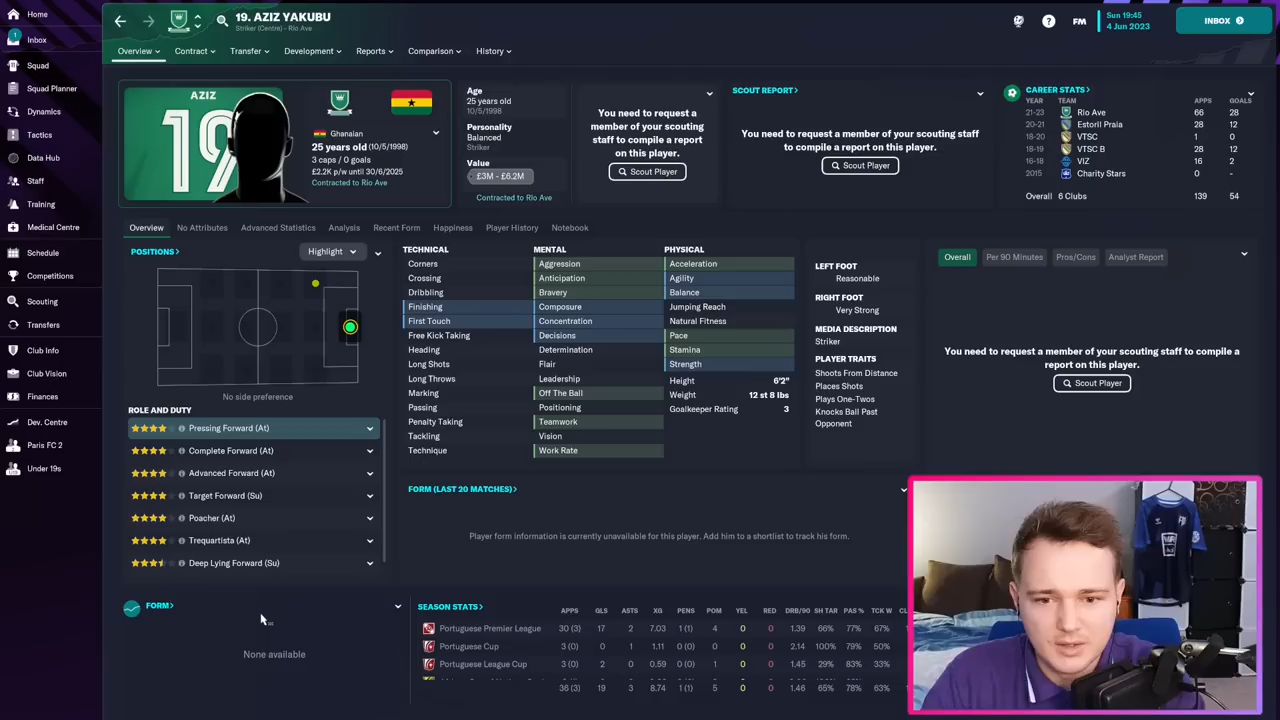 Home
Inbox
1
Squad
Squad Planner
Dynamics
Tactics
Data Hub
Staff
Training
Medical Centre
Schedule
Competitions
Scouting
Transfers
Club Info
Club Vision
Finances
Dev. Centre
Paris FC 2
Under 19s
19. AZIZ YAKUBU
Striker (Centre) - Rio Ave
FM
Sun 19:45
4 Jun 2023
INBOX
Overview
Contract
Transfer
Development
Reports
Comparison
History
AZIZ
19
Ghanaian
25 years old (10/5/1998)
3 caps / 0 goals
£2.2K p/w until 30/6/2025
Contracted to Rio Ave
Age
25 years old
10/5/1998
Personality
Balanced
Striker
Value
£3M - £6.2M
Contracted to Rio Ave
You need to request a
member of your scouting
staff to compile a report
on this player.
Scout Player
SCOUT REPORT>
You need to request a member of your scouting staff
to compile a report on this player.
Scout Player
CAREER STATS>
YEAR TEAM APPS GOALS
21-23 Rio Ave 66 28
20-21 Estoril Praia 28 12
18-20 VTSC 1 0
18-19 VTSC B 28 12
16-18 VIZ 16 2
2015 Charity Stars 0 -
Overall 6 Clubs 139 54
Overview No Attributes Advanced Statistics Analysis Recent Form Happiness Player History Notebook
POSITIONS>
Highlight
No side preference
ROLE AND DUTY
Pressing Forward (At)
Complete Forward (At)
Advanced Forward (At)
Target Forward (Su)
Poacher (At)
Trequartista (At)
Deep Lying Forward (Su)
TECHNICAL
Corners
Crossing
Dribbling
Finishing
First Touch
Free Kick Taking
Heading
Long Shots
Long Throws
Marking
Passing
Penalty Taking
Tackling
Technique
MENTAL
Aggression
Anticipation
Bravery
Composure
Concentration
Decisions
Determination
Flair
Leadership
Off The Ball
Positioning
Teamwork
Vision
Work Rate
PHYSICAL
Acceleration
Agility
Balance
Jumping Reach
Natural Fitness
Pace
Stamina
Strength
Height 6'2"
Weight 12 st 8 lbs
Goalkeeper Rating 3
LEFT FOOT
Reasonable
RIGHT FOOT
Very Strong
MEDIA DESCRIPTION
Striker
PLAYER TRAITS
Shoots From Distance
Places Shots
Plays One-Twos
Knocks Ball Past
Opponent
Overall Per 90 Minutes Pros/Cons Analyst Report
You need to request a member of your scouting staff to compile a
report on this player.
Scout Player
FORM (LAST 20 MATCHES)>
Player form information is currently unavailable for this player. Add him to a shortlist to track his form.
FORM>
None available
SEASON STATS>
APPS GLS ASTS XG PENS POM YEL RED DRB/90 SH TAR PAS % TCK W
Portuguese Premier League 30 (3) 17 2 7.03 1 (1) 4 0 0 1.39 66% 77% 67%
Portuguese Cup 3 (0) 0 1 1.11 0 (0) 0 0 0 2.14 100% 79% 50%
Portuguese League Cup 3 (0) 2 0 0.59 0 (0) 1 0 0 1.45 29% 83% 33%
36 (3) 19 3 8.74 1 (1) 5 0 0 1.46 65% 78% 63%